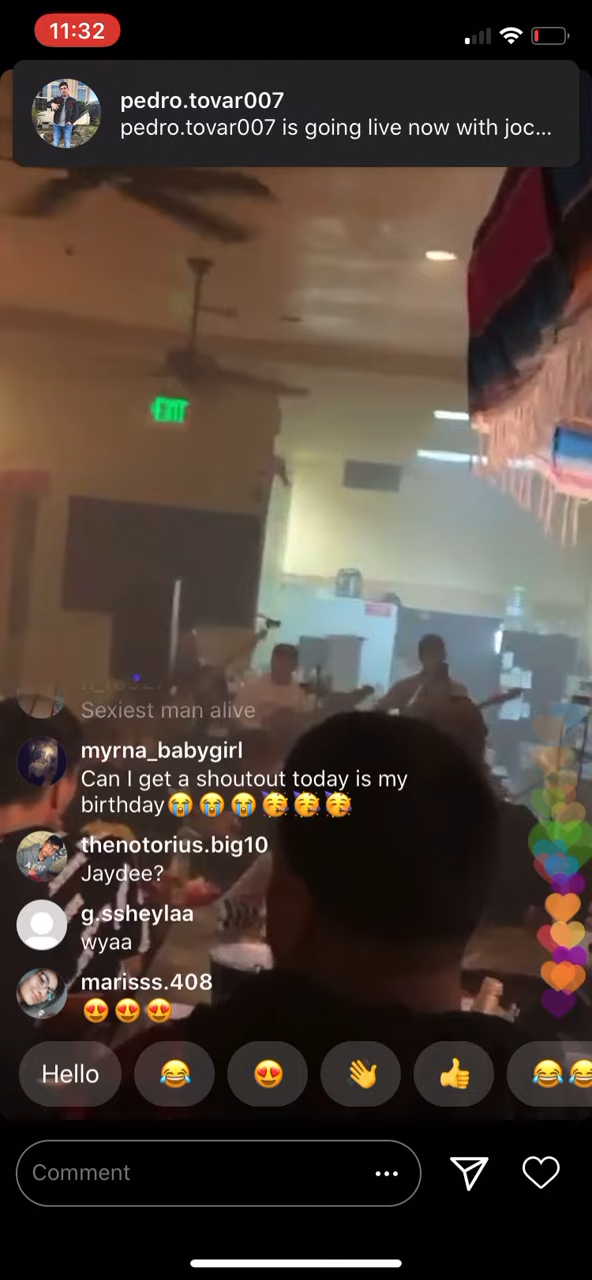 11:32
pedro.tovar007
pedro.tovar007 is going live now with joc...
EXIT
Sexiest man alive
myrna_babygirl
Can I get a shoutout today is my
birthday😭😭😭🥳🥳🥳
thenotorius.big10
Jaydee?
g.ssheylaa
wyaa
marisss.408
😍😍😍
Hello 😂 😍 👋 👍 😂😂
Comment ...